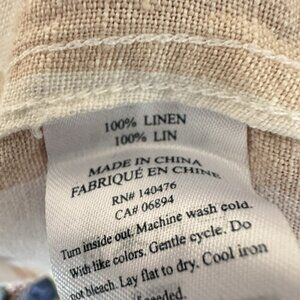 100% LINEN
100% LIN
MADE IN CHINA
FABRIQUÉ EN CHINE
RN# 140476
CA# 06894
Turn inside out. Machine wash cold.
With like colors. Gentle cycle. Do
not bleach. Lay flat to dry. Cool iron
needed.